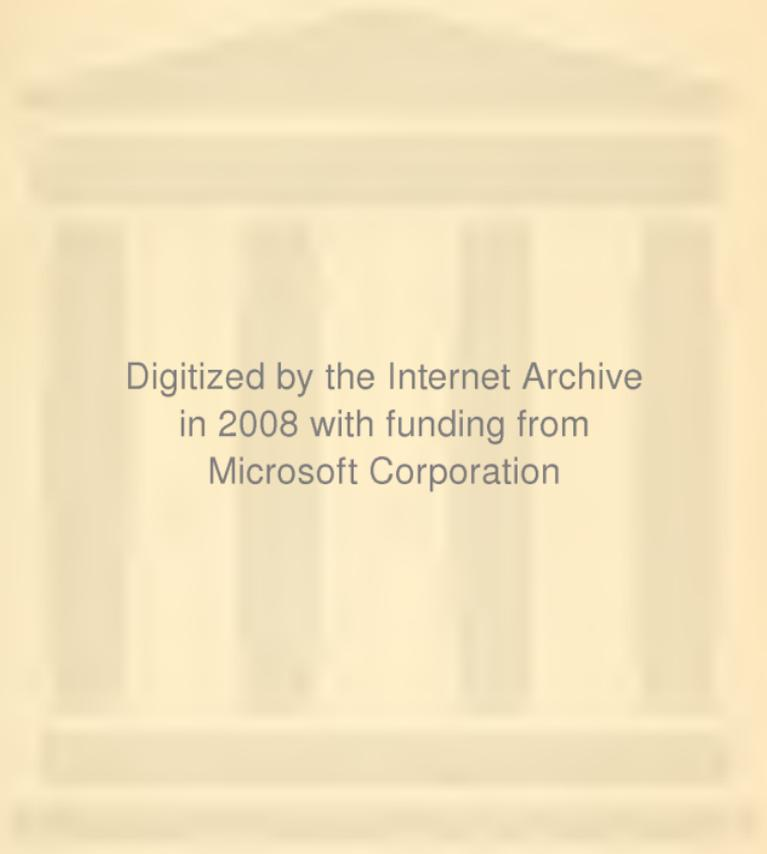 Digitized by the Internet Archive
in 2008 with funding from
Microsoft Corporation